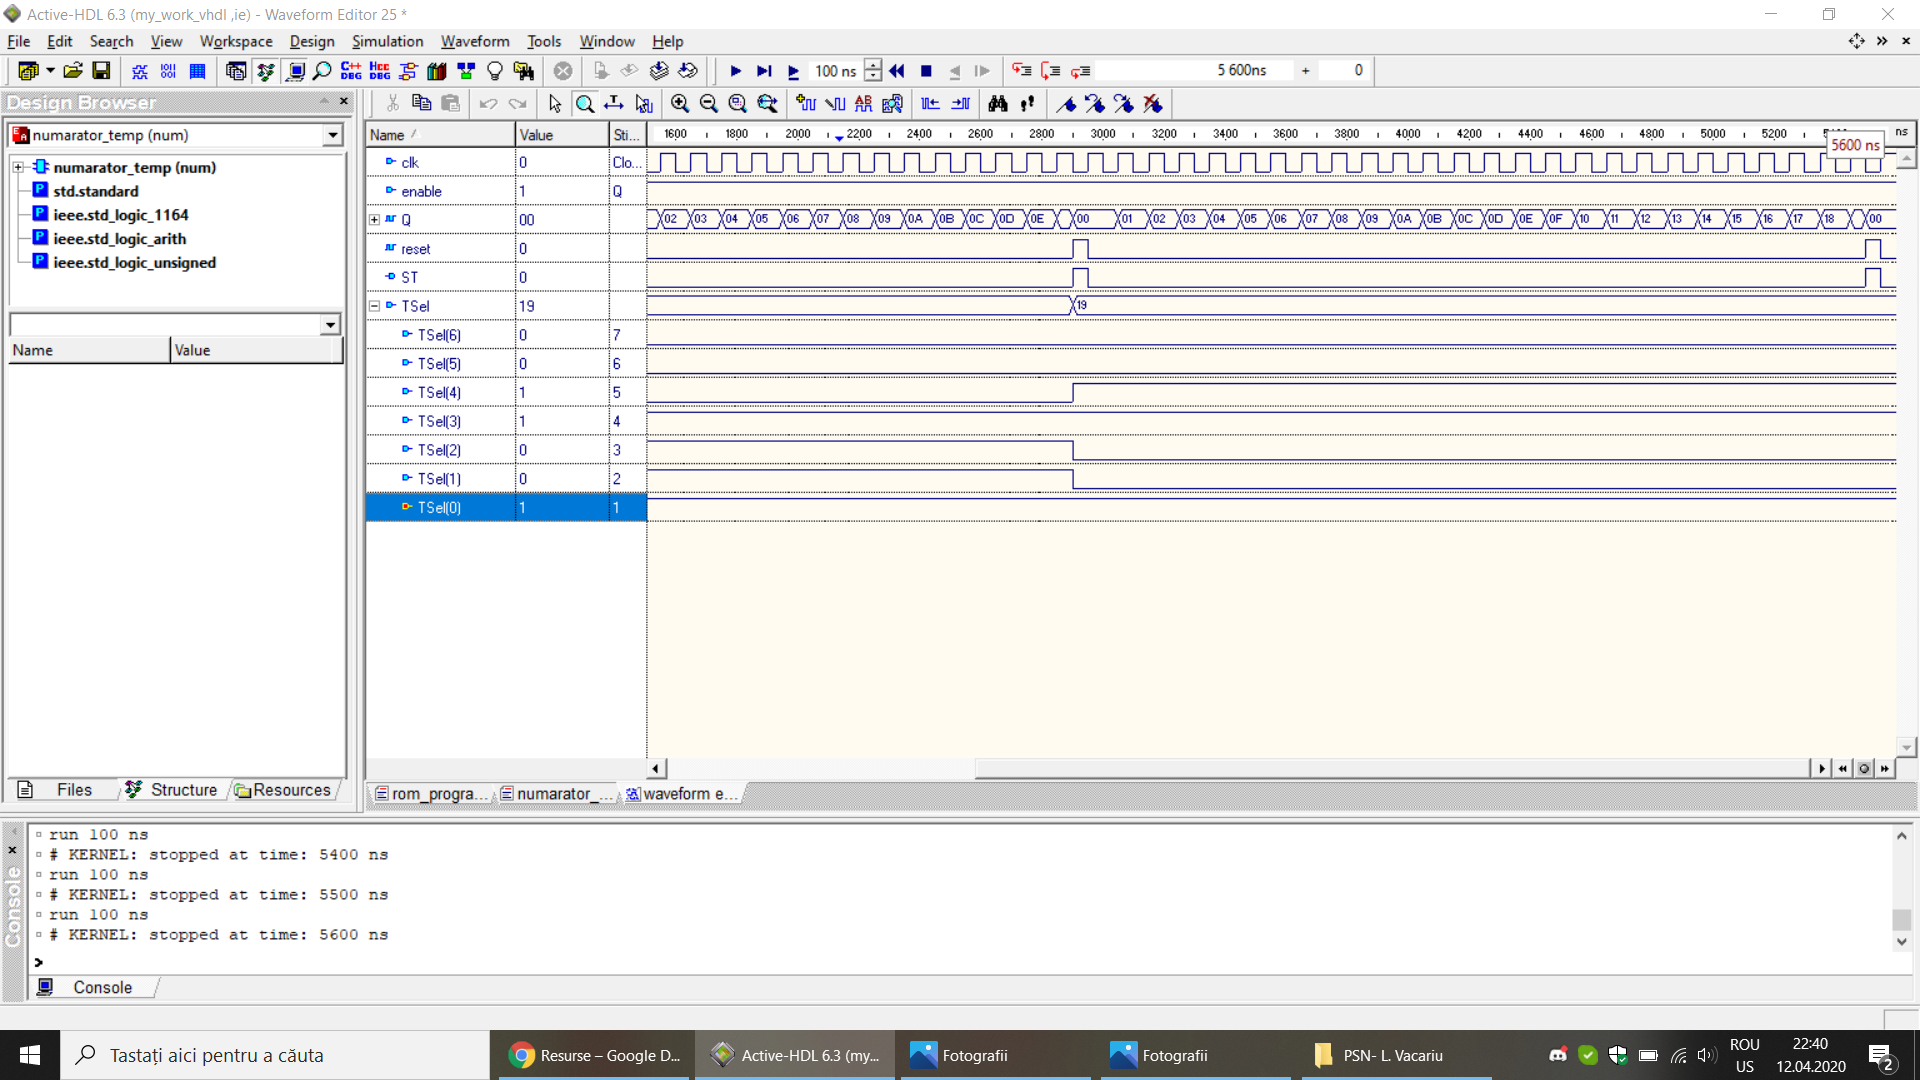 Active-HDL 6.3 (my_work_vhdl ,ie) - Waveform Editor 25 *
File Edit Search View Workspace Design Simulation Waveform Tools Window Help
100 ns 5 600ns + 0
Design Browser
numarator_temp (num)
numarator_temp (num)
std.standard
ieee.std_logic_1164
ieee.std_logic_arith
ieee.std_logic_unsigned
Name Value
Files Structure Resources
Name Value Sti... 1600 1800 2000 2200 2400 2600 2800 3000 3200 3400 3600 3800 4000 4200 4400 4600 4800 5000 5200 ns
5600 ns
clk 0 Clo...
enable 1 Q
Q 00 02 03 04 05 06 07 08 09 0A 0B 0C 0D 0E 00 01 02 03 04 05 06 07 08 09 0A 0B 0C 0D 0E 0F 10 11 12 13 14 15 16 17 18 00
reset 0
ST 0
TSel 19 19
TSel(6) 0 7
TSel(5) 0 6
TSel(4) 1 5
TSel(3) 1 4
TSel(2) 0 3
TSel(1) 0 2
TSel(0) 1 1
rom_progra... numarator_... waveform e...
run 100 ns
# KERNEL: stopped at time: 5400 ns
run 100 ns
# KERNEL: stopped at time: 5500 ns
run 100 ns
# KERNEL: stopped at time: 5600 ns
>
Console
Console
Tastați aici pentru a căuta
Resurse – Google D...
Active-HDL 6.3 (my...
Fotografii
Fotografii
PSN- L. Vacariu
ROU
US
22:40
12.04.2020
2